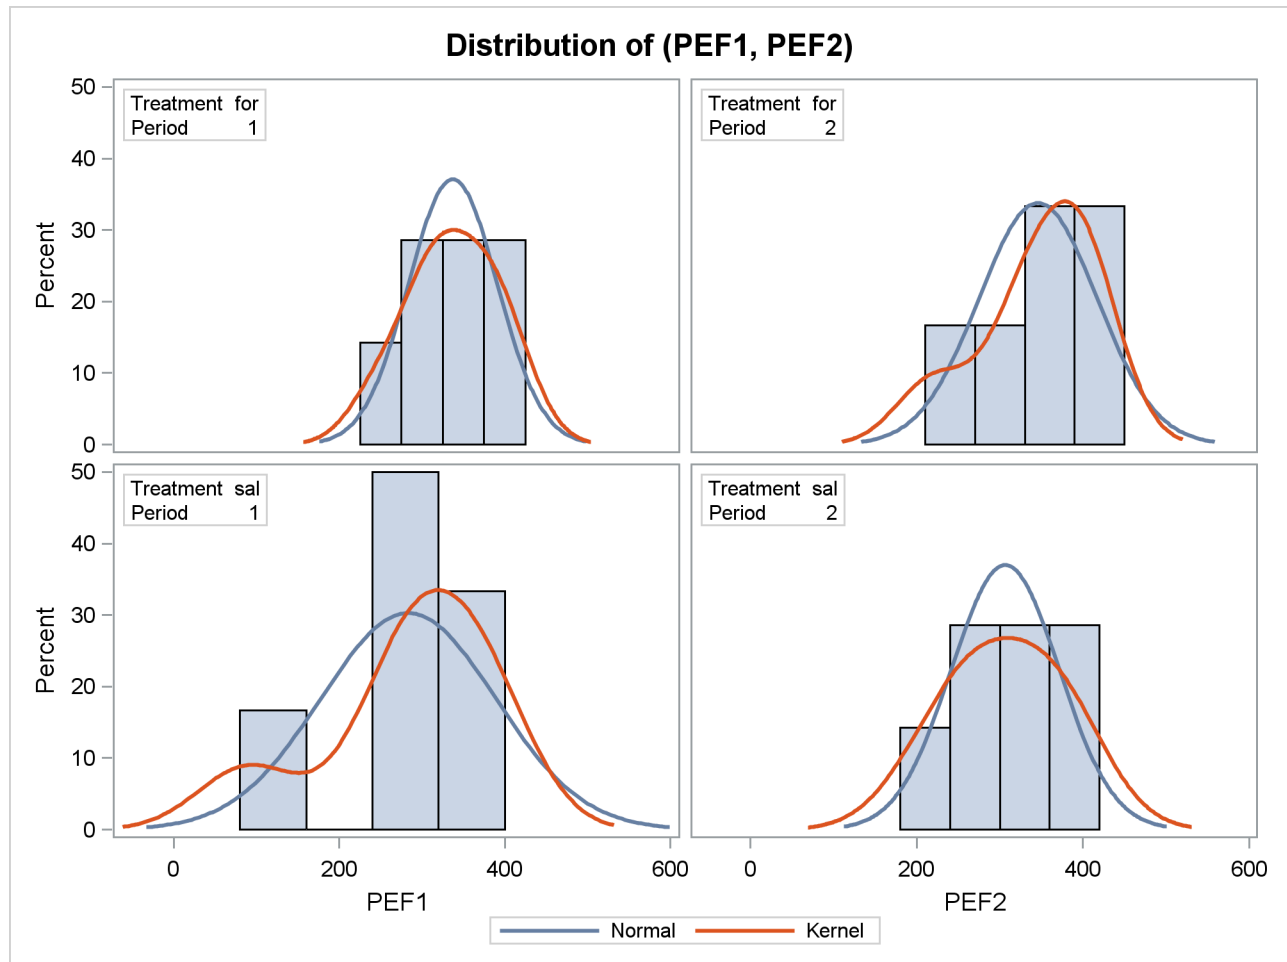 Distribution of (PEF1, PEF2)
50
40
30
20
10
0
Percent
Treatment for
Period 1
Treatment for
Period 2
50
40
30
20
10
0
Percent
Treatment sal
Period 1
Treatment sal
Period 2
0 200 400 600
0 200 400 600
PEF1
PEF2
Normal
Kernel